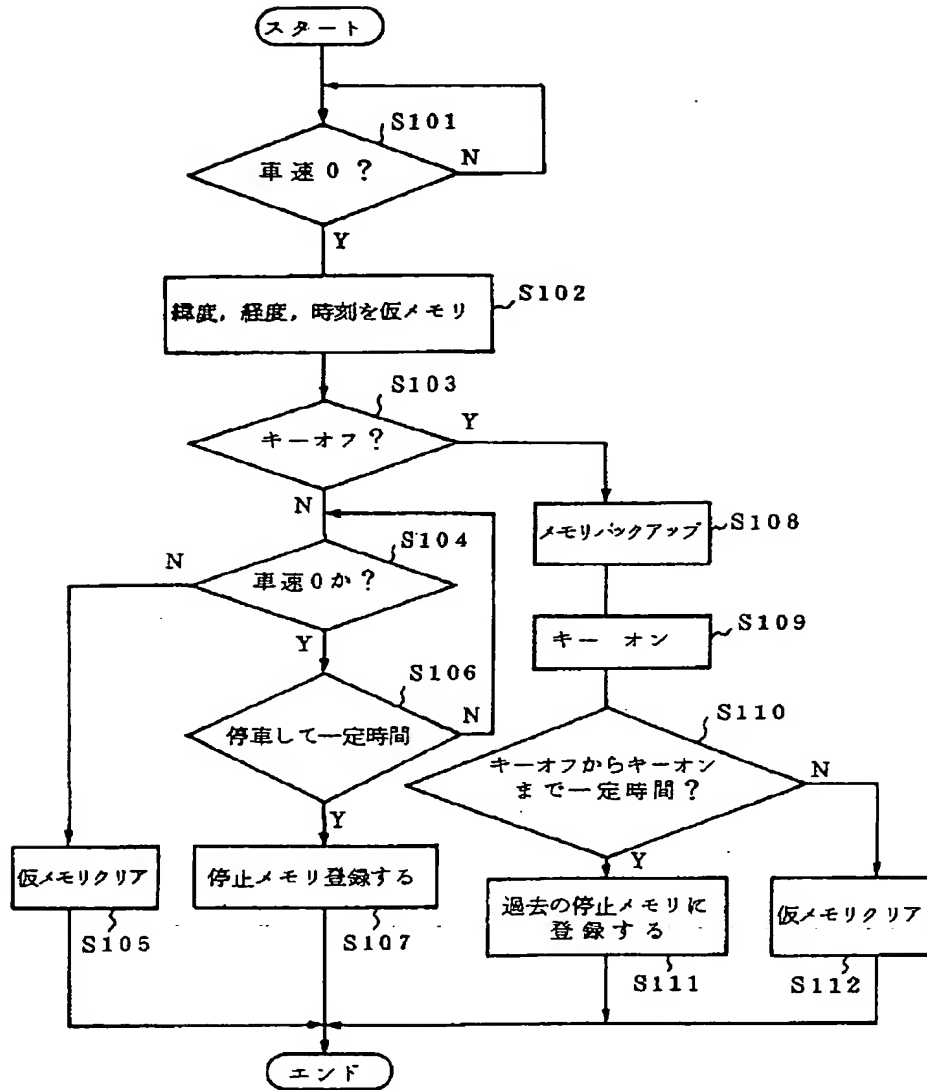 スタート
S101
車速0?
N
Y
S102
緯度，経度，時刻を仮メモリ
S103
キーオフ?
Y
N
S108
メモリバックアップ
S104
車速0か?
N
Y
S109
キー オン
S106
停車して一定時間
N
Y
S110
キーオフからキーオン
まで一定時間?
N
Y
仮メモリクリア
S105
停止メモリ登録する
S107
過去の停止メモリに
登録する
S111
仮メモリクリア
S112
エンド